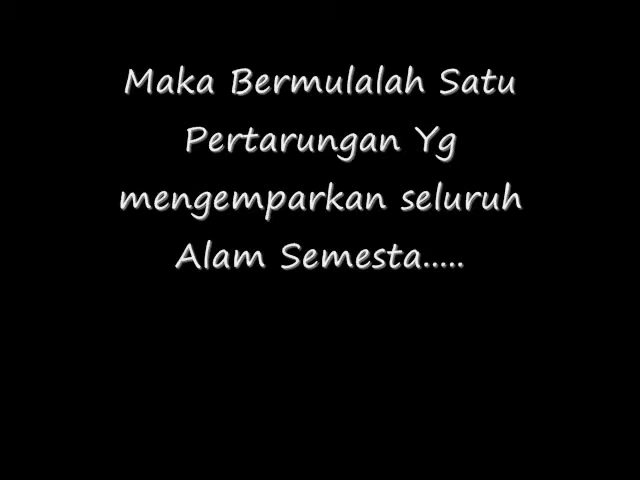 Maka Bermulalah Satu
Pertarungan Yg
mengemparkan seluruh
Alam Semesta.....